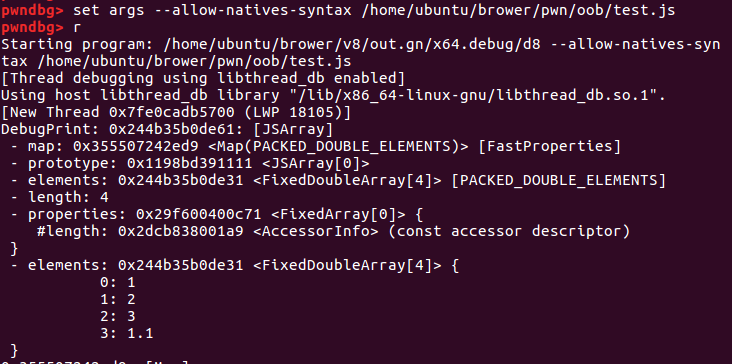 pwndbg> set args --allow-natives-syntax /home/ubuntu/brower/pwn/oob/test.js
pwndbg> r
Starting program: /home/ubuntu/brower/v8/out.gn/x64.debug/d8 --allow-natives-syn
tax /home/ubuntu/brower/pwn/oob/test.js
[Thread debugging using libthread_db enabled]
Using host libthread_db library "/lib/x86_64-linux-gnu/libthread_db.so.1".
[New Thread 0x7fe0cadb5700 (LWP 18105)]
DebugPrint: 0x244b35b0de61: [JSArray]
 - map: 0x355507242ed9 <Map(PACKED_DOUBLE_ELEMENTS)> [FastProperties]
 - prototype: 0x1198bd391111 <JSArray[0]>
 - elements: 0x244b35b0de31 <FixedDoubleArray[4]> [PACKED_DOUBLE_ELEMENTS]
 - length: 4
 - properties: 0x29f600400c71 <FixedArray[0]> {
    #length: 0x2dcb838001a9 <AccessorInfo> (const accessor descriptor)
 }
 - elements: 0x244b35b0de31 <FixedDoubleArray[4]> {
           0: 1
           1: 2
           2: 3
           3: 1.1
 }